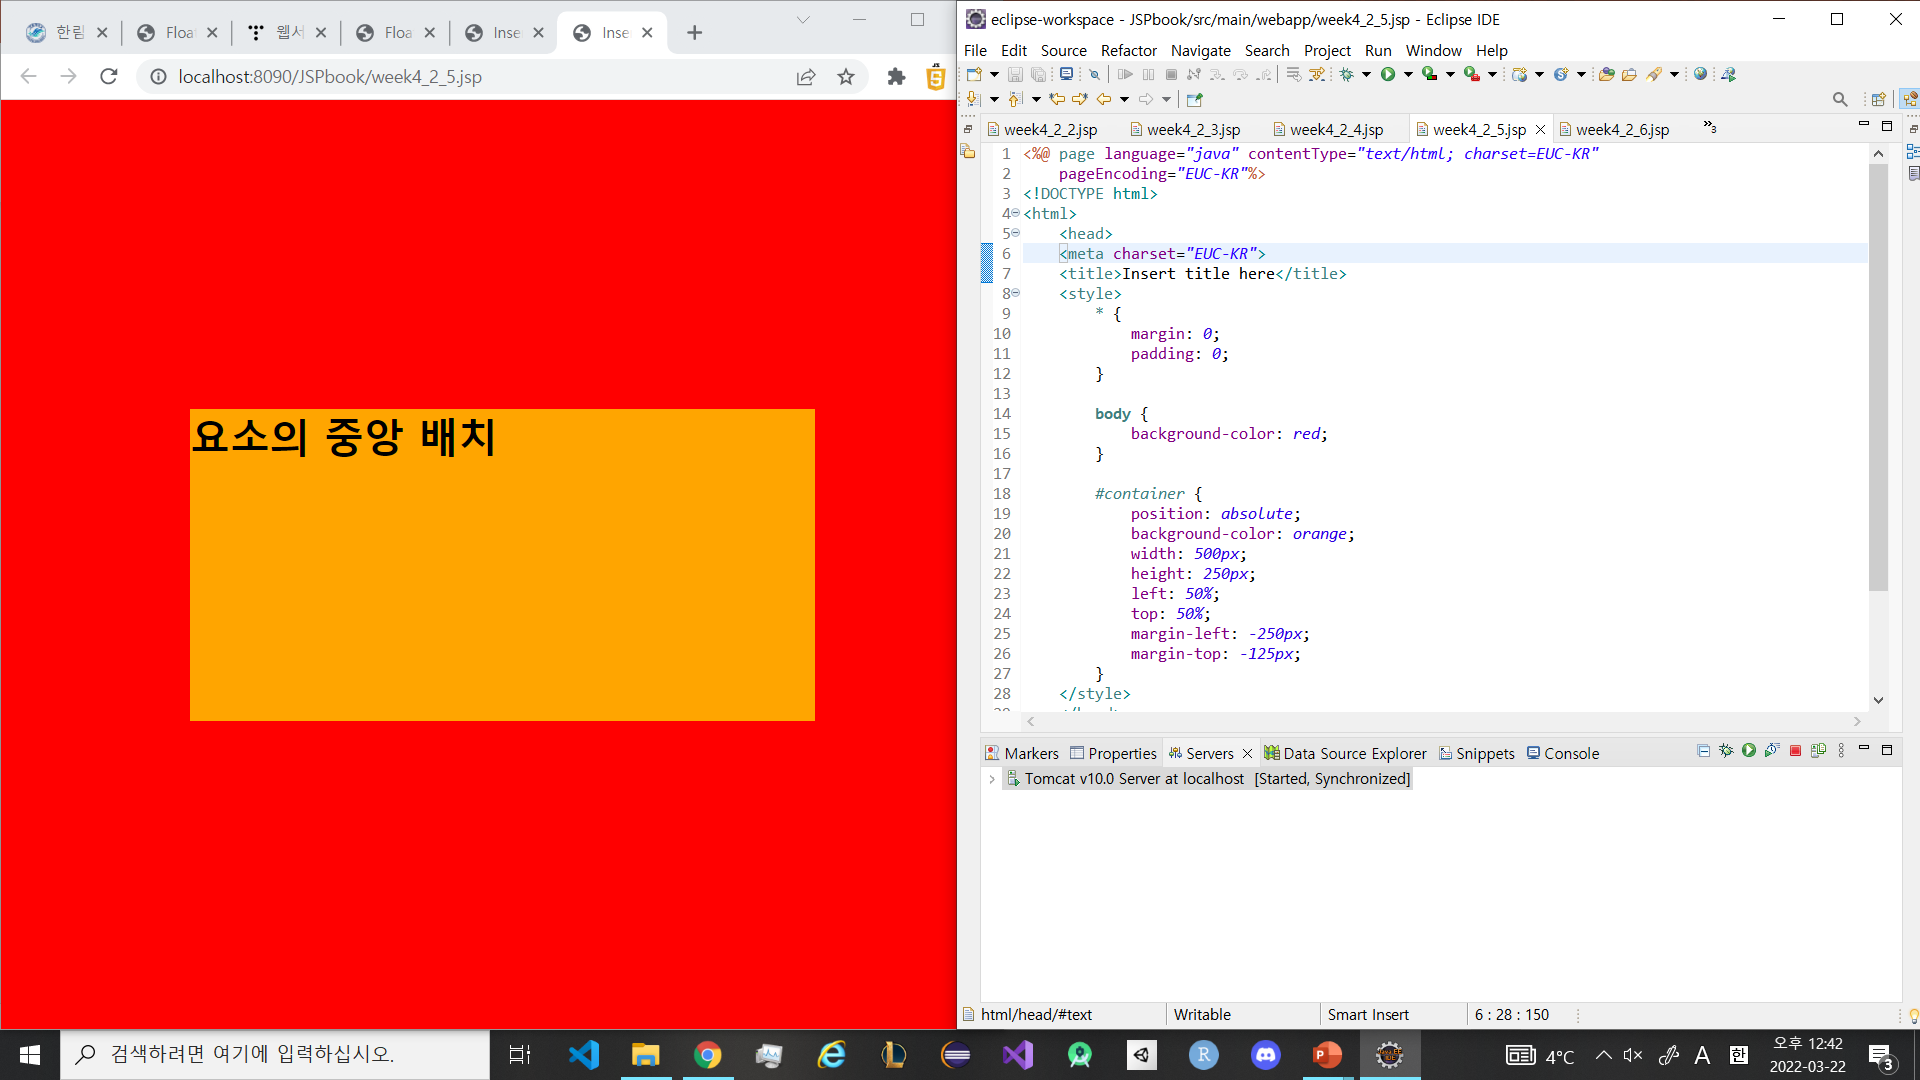 한림
Floa
웹서
Floa
Inse
Inse
localhost:8090/JSPbook/week4_2_5.jsp
요소의 중앙 배치
eclipse-workspace - JSPbook/src/main/webapp/week4_2_5.jsp - Eclipse IDE
File Edit Source Refactor Navigate Search Project Run Window Help
week4_2_2.jsp week4_2_3.jsp week4_2_4.jsp week4_2_5.jsp week4_2_6.jsp »3
1 <%@ page language="java" contentType="text/html; charset=EUC-KR"
2 pageEncoding="EUC-KR"%>
3 <!DOCTYPE html>
4 <html>
5 <head>
6 <meta charset="EUC-KR">
7 <title>Insert title here</title>
8 <style>
9 * {
10 margin: 0;
11 padding: 0;
12 }
13
14 body {
15 background-color: red;
16 }
17
18 #container {
19 position: absolute;
20 background-color: orange;
21 width: 500px;
22 height: 250px;
23 left: 50%;
24 top: 50%;
25 margin-left: -250px;
26 margin-top: -125px;
27 }
28 </style>
Markers Properties Servers Data Source Explorer Snippets Console
Tomcat v10.0 Server at localhost [Started, Synchronized]
html/head/#text Writable Smart Insert 6 : 28 : 150
검색하려면 여기에 입력하십시오.
4°C A 한 오후 12:42
2022-03-22
3